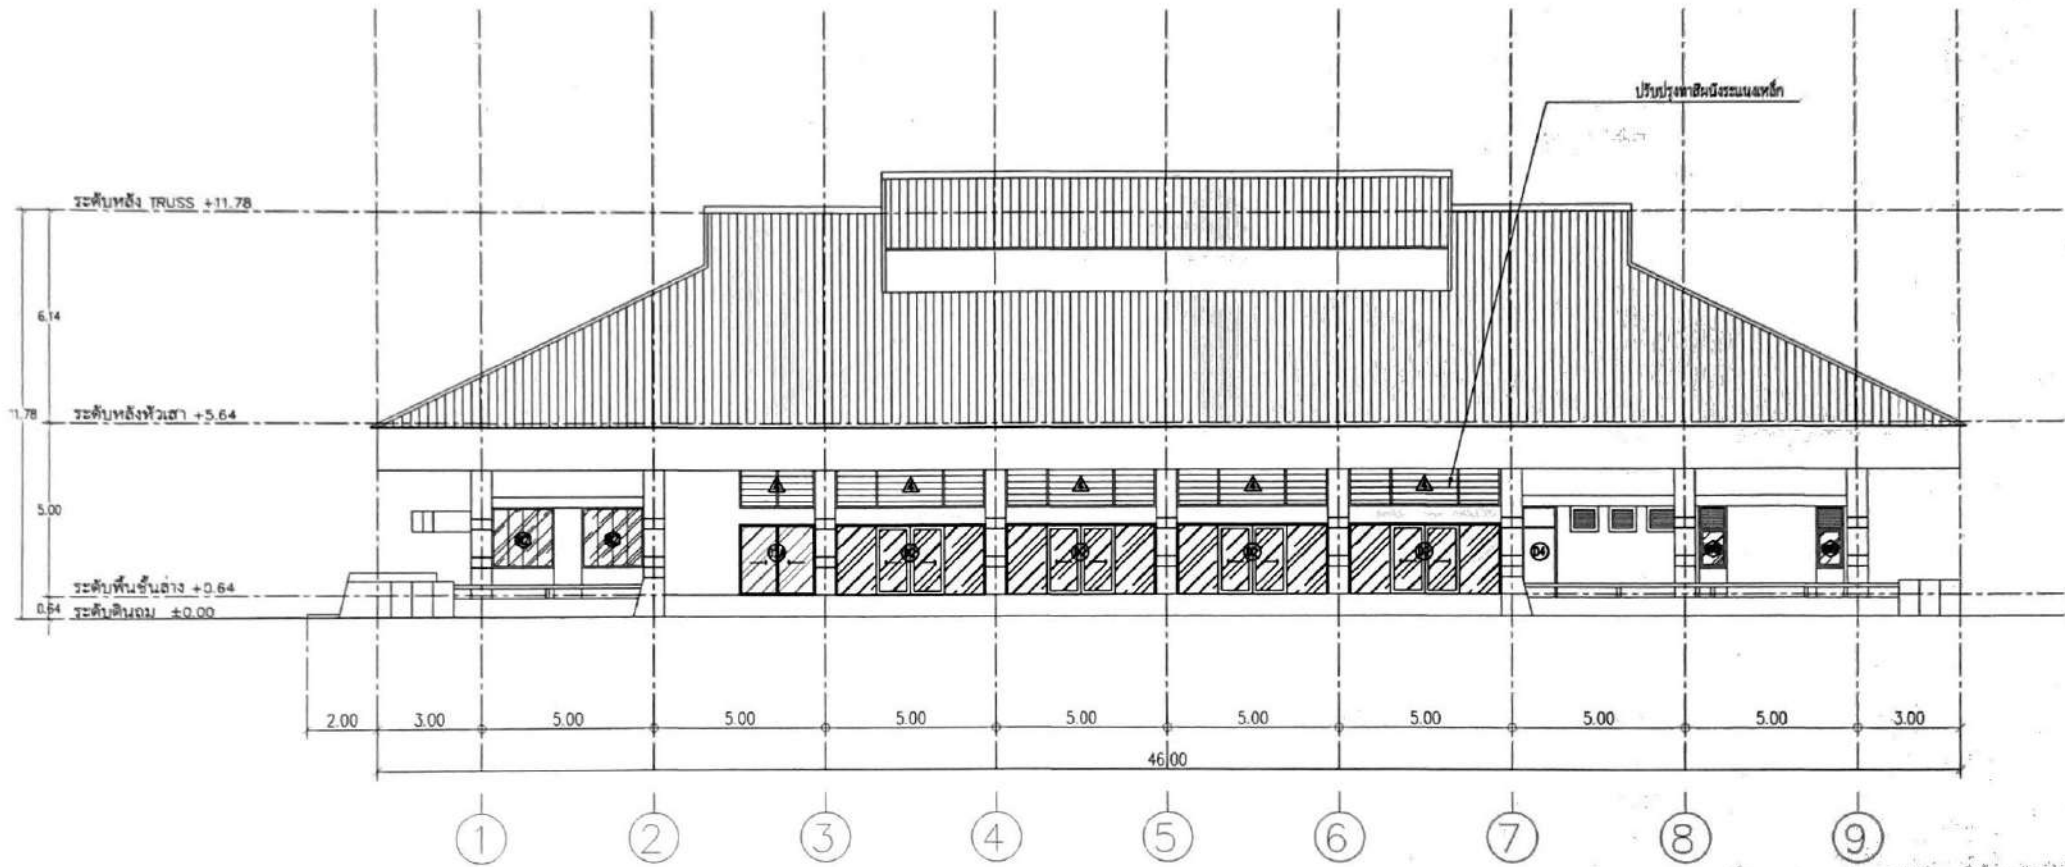 ปรับปรุงทาสีผนังระแนงเหล็ก
ระดับหลัง TRUSS +11.78
6.14
11.78
ระดับหลังหัวเสา +5.64
5.00
ระดับพื้นชั้นล่าง +0.64
0.64
ระดับดินถม ±0.00
D4
2.00 3.00 5.00 5.00 5.00 5.00 5.00 5.00 5.00 5.00 3.00
46.00
1 2 3 4 5 6 7 8 9